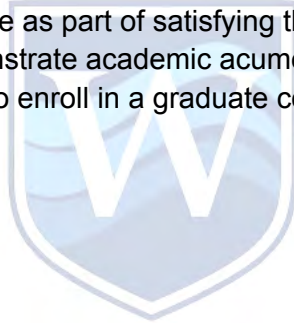 e as part of satisfying th
nstrate academic acume
o enroll in a graduate co
W